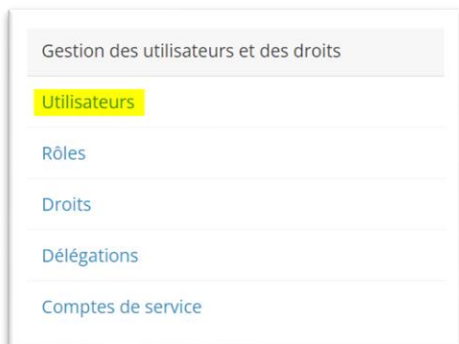 Gestion des utilisateurs et des droits
Utilisateurs
Rôles
Droits
Délégations
Comptes de service